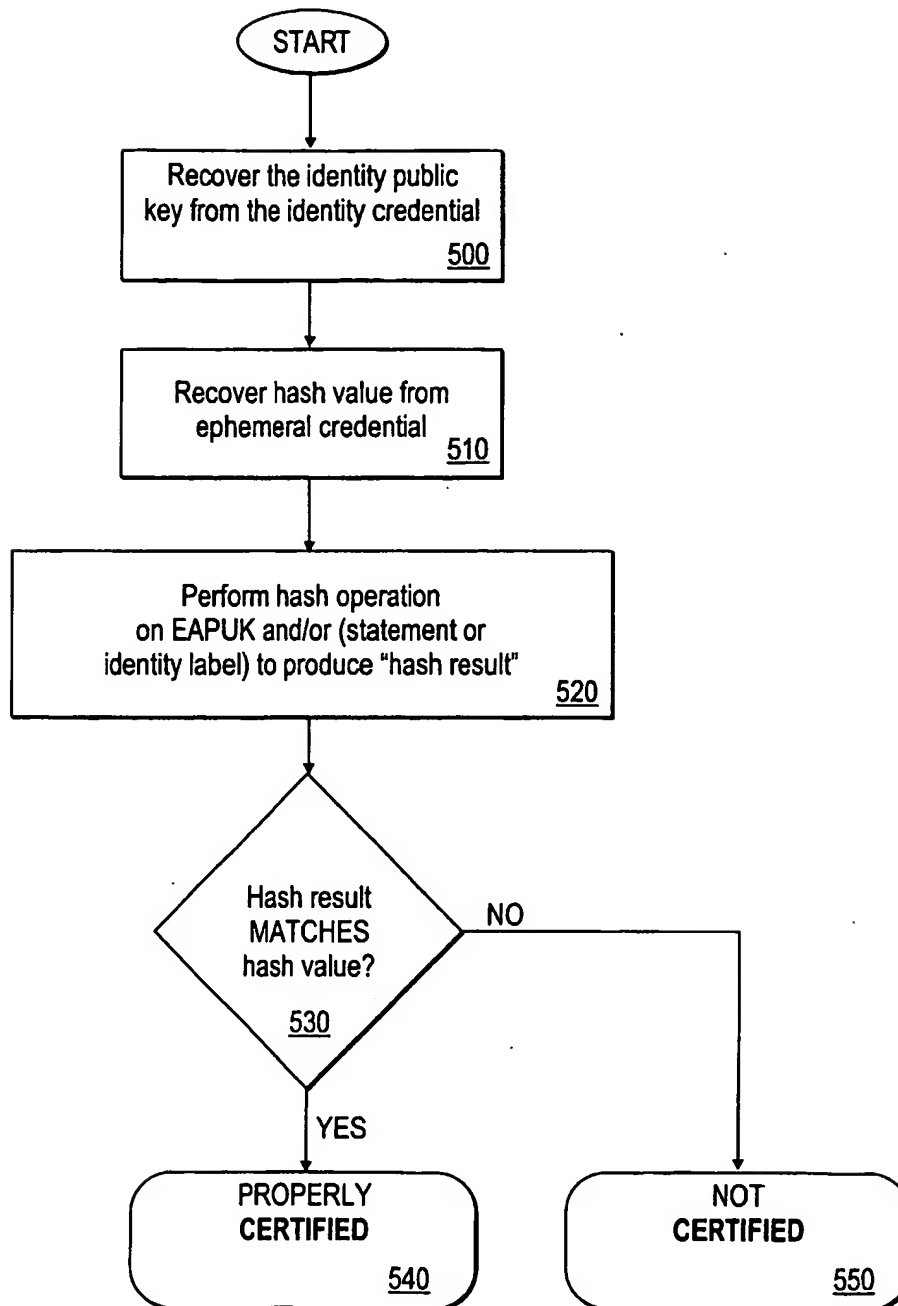 START
Recover the identity public
key from the identity credential
500
Recover hash value from
ephemeral credential
510
Perform hash operation
on EAPUK and/or (statement or
identity label) to produce “hash result”
520
Hash result
MATCHES
hash value?
530
NO
YES
PROPERLY
CERTIFIED
540
NOT
CERTIFIED
550